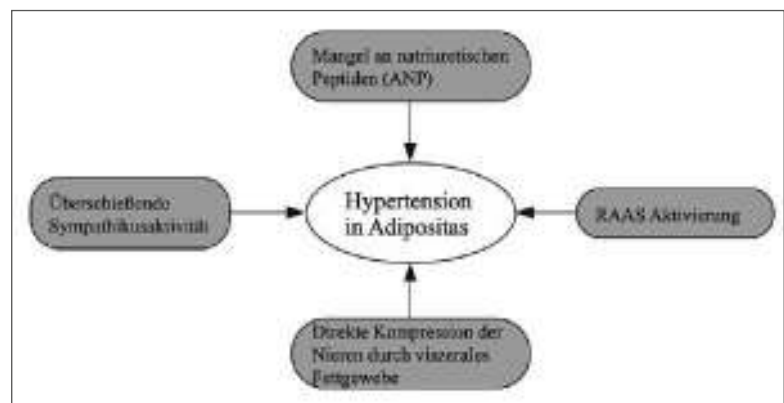 Mangel an natriuretischen
Peptiden (ANP)
Überschießende
Sympathikusaktivität
Hypertension
in Adipositas
RAAS Aktivierung
Direkte Kompression der
Nieren durch viszerales
Fettgewebe